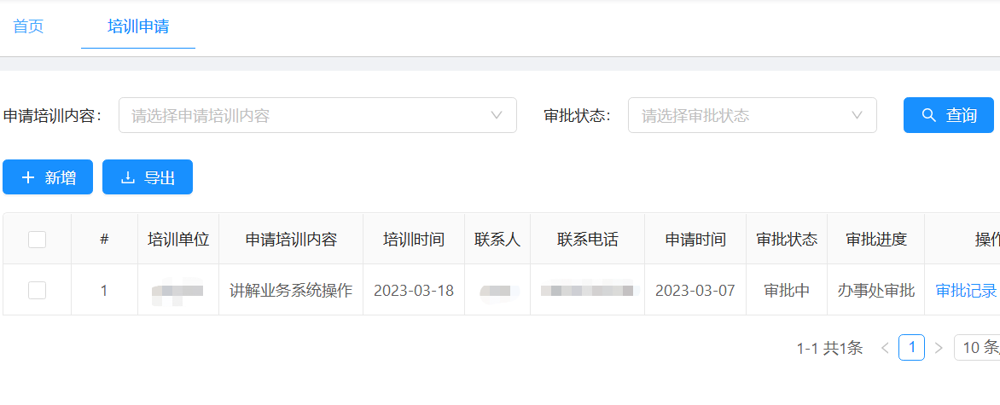 首页 培训申请
申请培训内容： 请选择申请培训内容 审批状态： 请选择审批状态 查询
新增 导出
# 培训单位 申请培训内容 培训时间 联系人 联系电话 申请时间 审批状态 审批进度 操作
1 讲解业务系统操作 2023-03-18 2023-03-07 审批中 办事处审批 审批记录
1-1 共1条 < 1 > 10 条